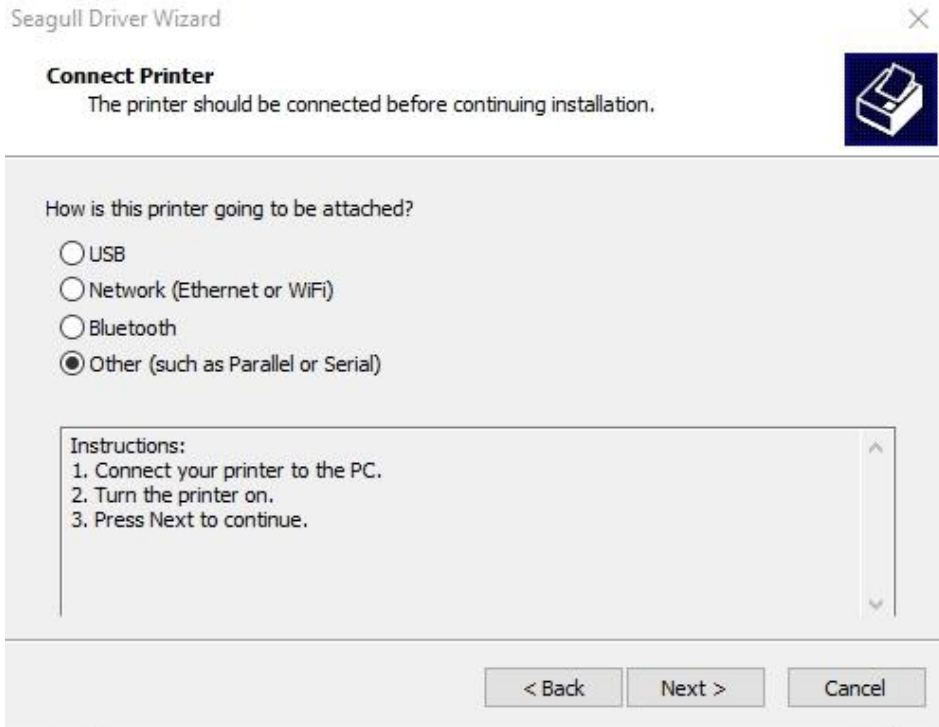 Seagull Driver Wizard
Connect Printer
The printer should be connected before continuing installation.
How is this printer going to be attached?
USB
Network (Ethernet or WiFi)
Bluetooth
Other (such as Parallel or Serial)
Instructions:
1. Connect your printer to the PC.
2. Turn the printer on.
3. Press Next to continue.
< Back Next > Cancel